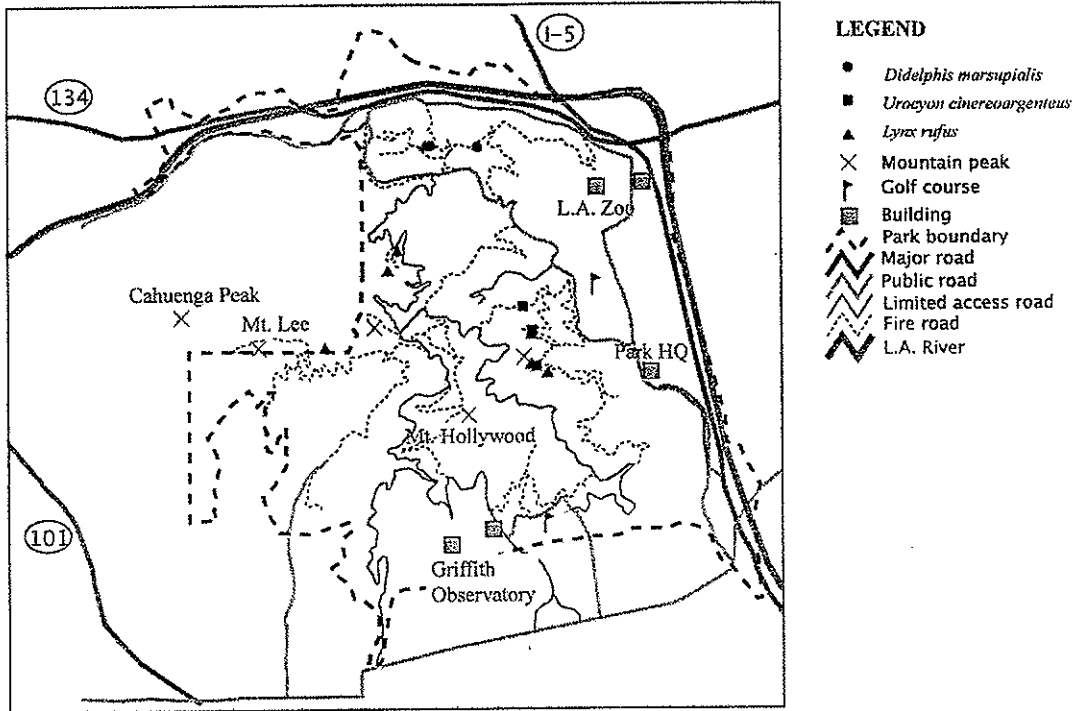 I-5
134
L.A. Zoo
Cahuenga Peak
Mt. Lee
Park HQ
Mt. Hollywood
101
Griffith
Observatory
LEGEND
Didelphis marsupialis
Urocyon cinereoargenteus
Lynx rufus
Mountain peak
Golf course
Building
Park boundary
Major road
Public road
Limited access road
Fire road
L.A. River